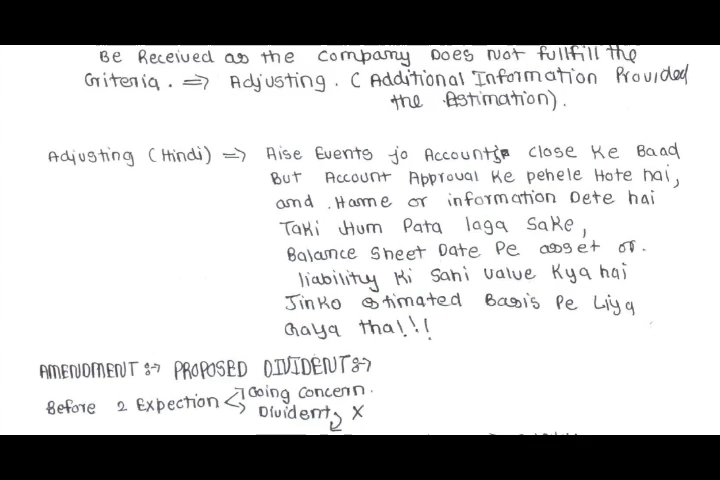 Be Received as the company Does not fullfill the
Criteria. => Adjusting. ( Additional Information Provided
the Astimation).
Adjusting (Hindi) => Aise Events jo Accounts close Ke Baad
But Account Approval Ke pehele Hote hai,
and Hame or information Dete hai
Taki Hum Pata laga sake,
Balance Sheet Date Pe asset or
liability Ki Sahi value Kya hai
Jinko estimated Basis Pe Liya
Gaya tha!!!
AMENDMENT :-> PROPOSED DIVIDENT :->
Before 2 Expection < Going Concern.
Divident X